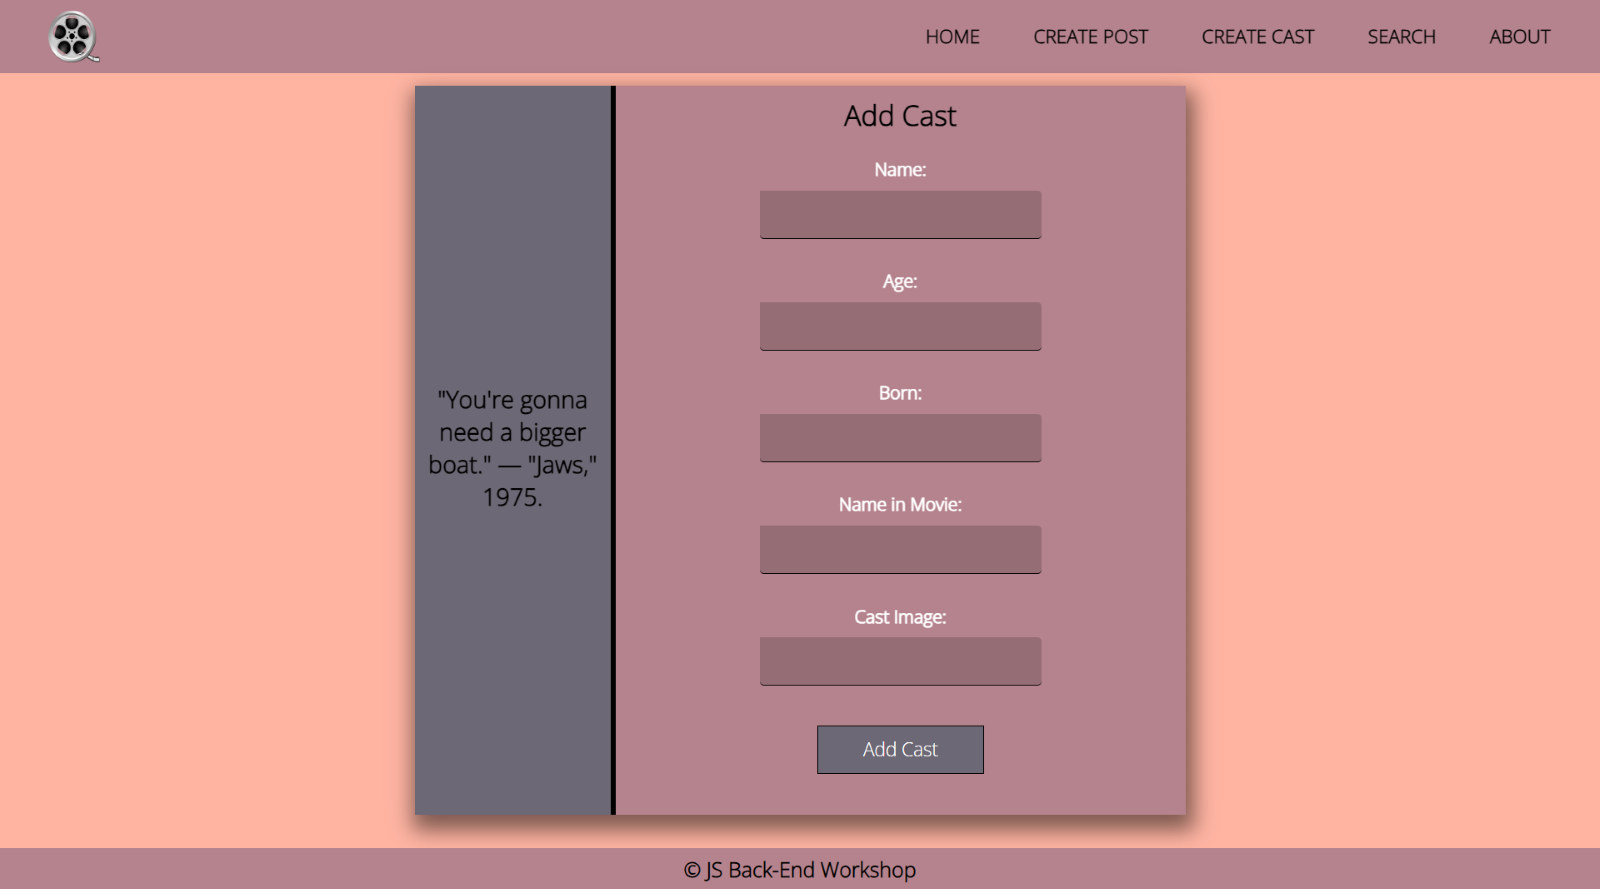 HOME CREATE POST CREATE CAST SEARCH ABOUT
"You're gonna
need a bigger
boat." — "Jaws,"
1975.
Add Cast
Name:
Age:
Born:
Name in Movie:
Cast Image:
Add Cast
© JS Back-End Workshop